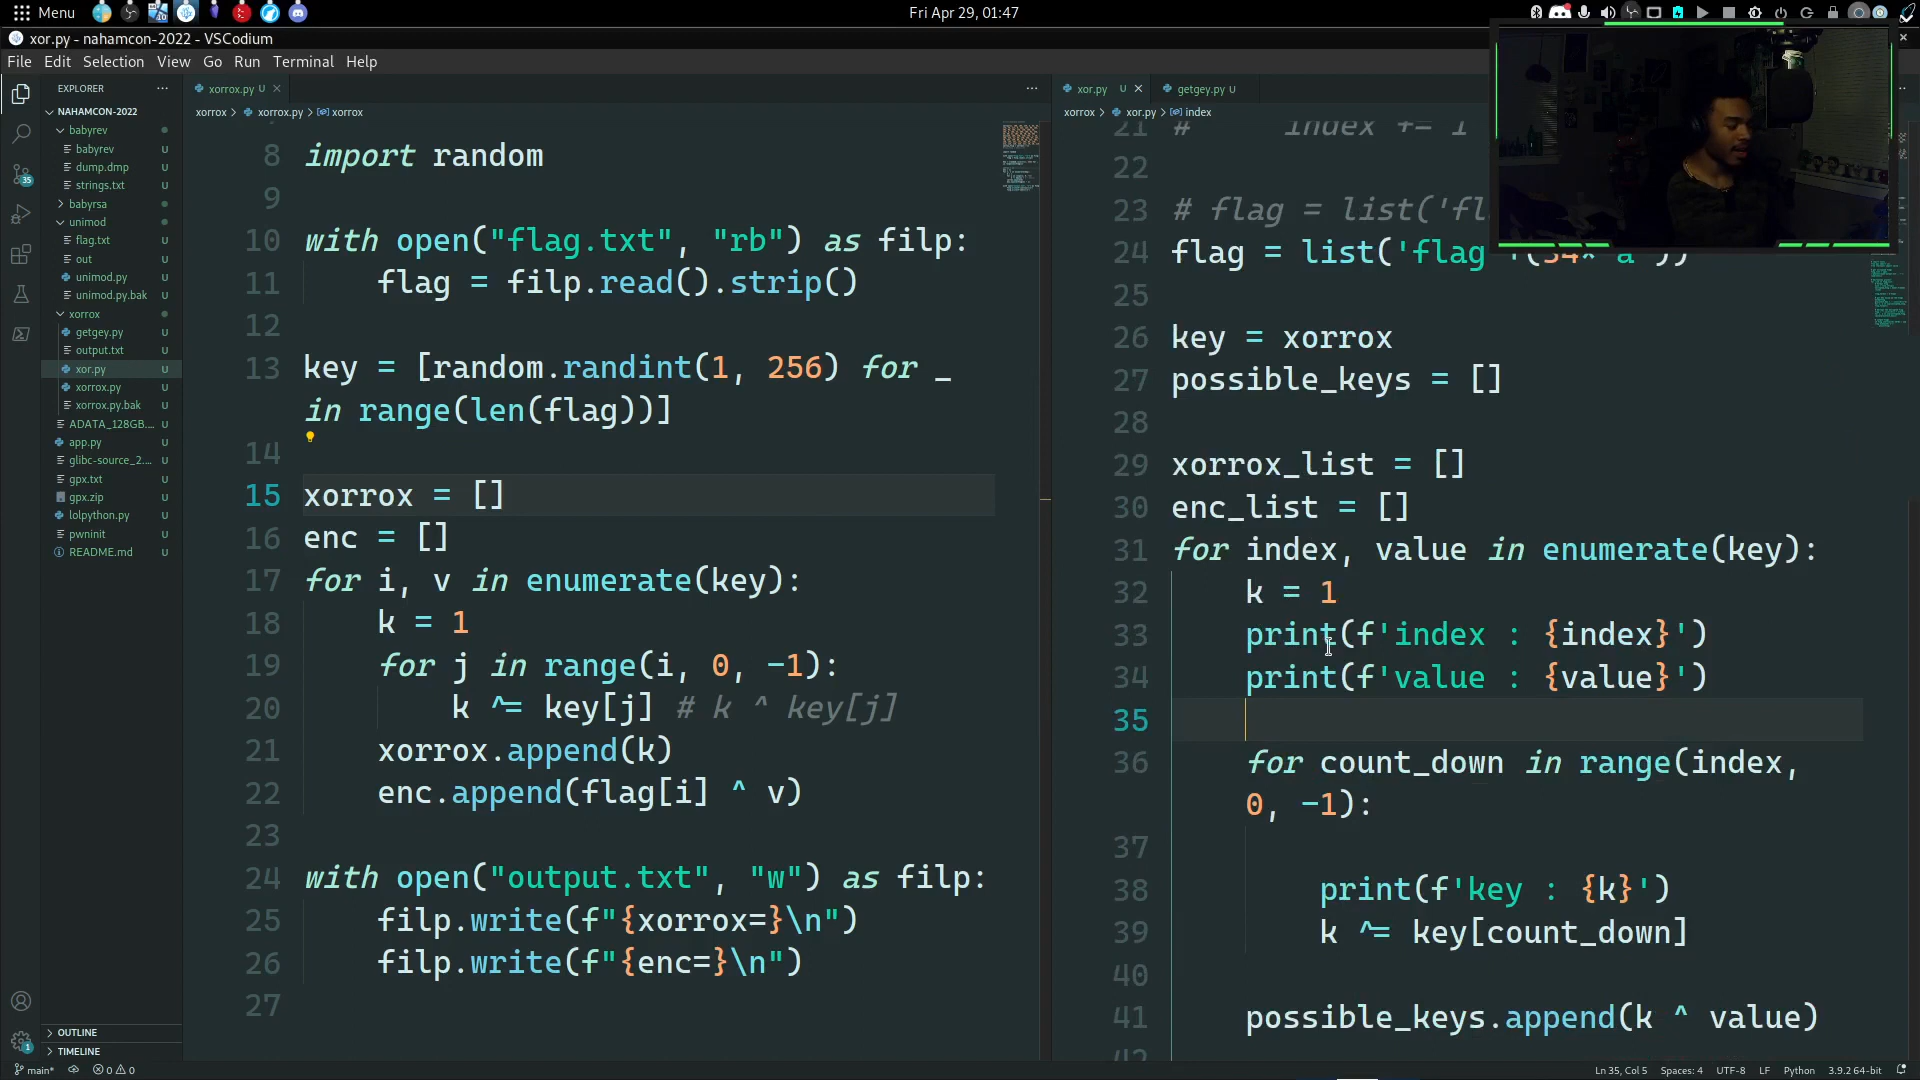 Menu
Fri Apr 29, 01:47
xor.py - nahamcon-2022 - VSCodium
File Edit Selection View Go Run Terminal Help
EXPLORER
NAHAMCON-2022
babyrev
babyrev U
dump.dmp U
strings.txt U
babyrsa
unimod
flag.txt U
out U
unimod.py U
unimod.py.bak U
xorrox
getgey.py U
output.txt U
xor.py U
xorrox.py U
xorrox.py.bak U
ADATA_128GB.... U
app.py U
glibc-source_2.... U
gpx.txt U
gpx.zip U
lolpython.py U
pwninit U
README.md U
OUTLINE
TIMELINE
xorrox.py U
xorrox > xorrox.py > xorrox
8 import random
9
10 with open("flag.txt", "rb") as filp:
11 flag = filp.read().strip()
12
13 key = [random.randint(1, 256) for _
in range(len(flag))]
14
15 xorrox = []
16 enc = []
17 for i, v in enumerate(key):
18 k = 1
19 for j in range(i, 0, -1):
20 k ^= key[j] # k ^ key[j]
21 xorrox.append(k)
22 enc.append(flag[i] ^ v)
23
24 with open("output.txt", "w") as filp:
25 filp.write(f"{xorrox=}\n")
26 filp.write(f"{enc=}\n")
27
xor.py U getgey.py U
xorrox > xor.py > index
21 # index += 1
22
23 # flag = list('fl
24 flag = list('flag
25
26 key = xorrox
27 possible_keys = []
28
29 xorrox_list = []
30 enc_list = []
31 for index, value in enumerate(key):
32 k = 1
33 print(f'index : {index}')
34 print(f'value : {value}')
35
36 for count_down in range(index,
0, -1):
37
38 print(f'key : {k}')
39 k ^= key[count_down]
40
41 possible_keys.append(k ^ value)
42
main* 0 0
Ln 35, Col 5 Spaces: 4 UTF-8 LF Python 3.9.2 64-bit